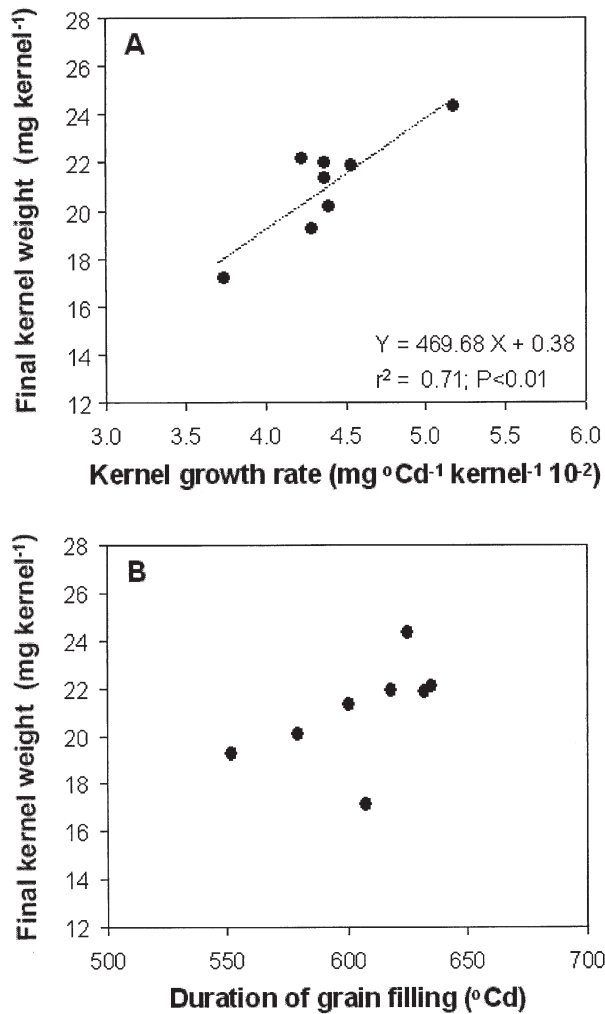 28
26
24
22
20
18
16
14
12
Final kernel weight (mg kernel⁻¹)
A
Y = 469.68 X + 0.38
r² = 0.71; P<0.01
3.0 3.5 4.0 4.5 5.0 5.5 6.0
Kernel growth rate (mg ºCd⁻¹ kernel⁻¹ 10⁻²)
28
26
24
22
20
18
16
14
12
Final kernel weight (mg kernel⁻¹)
B
500 550 600 650 700
Duration of grain filling (ºCd)